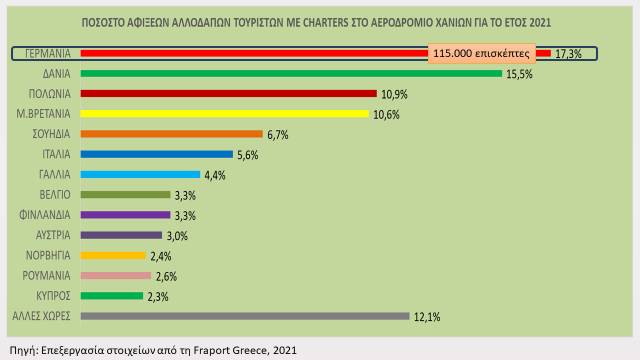 ΠΟΣΟΣΤΟ ΑΦΙΞΕΩΝ ΑΛΛΟΔΑΠΩΝ ΤΟΥΡΙΣΤΩΝ ΜΕ CHARTERS ΣΤΟ ΑΕΡΟΔΡΟΜΙΟ ΧΑΝΙΩΝ ΓΙΑ ΤΟ ΕΤΟΣ 2021
ΓΕΡΜΑΝΙΑ 115.000 επισκέπτες 17,3%
ΔΑΝΙΑ 15,5%
ΠΟΛΩΝΙΑ 10,9%
Μ.ΒΡΕΤΑΝΙΑ 10,6%
ΣΟΥΗΔΙΑ 6,7%
ΙΤΑΛΙΑ 5,6%
ΓΑΛΛΙΑ 4,4%
ΒΕΛΓΙΟ 3,3%
ΦΙΝΛΑΝΔΙΑ 3,3%
ΑΥΣΤΡΙΑ 3,0%
ΝΟΡΒΗΓΙΑ 2,4%
ΡΟΥΜΑΝΙΑ 2,6%
ΚΥΠΡΟΣ 2,3%
ΑΛΛΕΣ ΧΩΡΕΣ 12,1%
Πηγή: Επεξεργασία στοιχείων από τη Fraport Greece, 2021